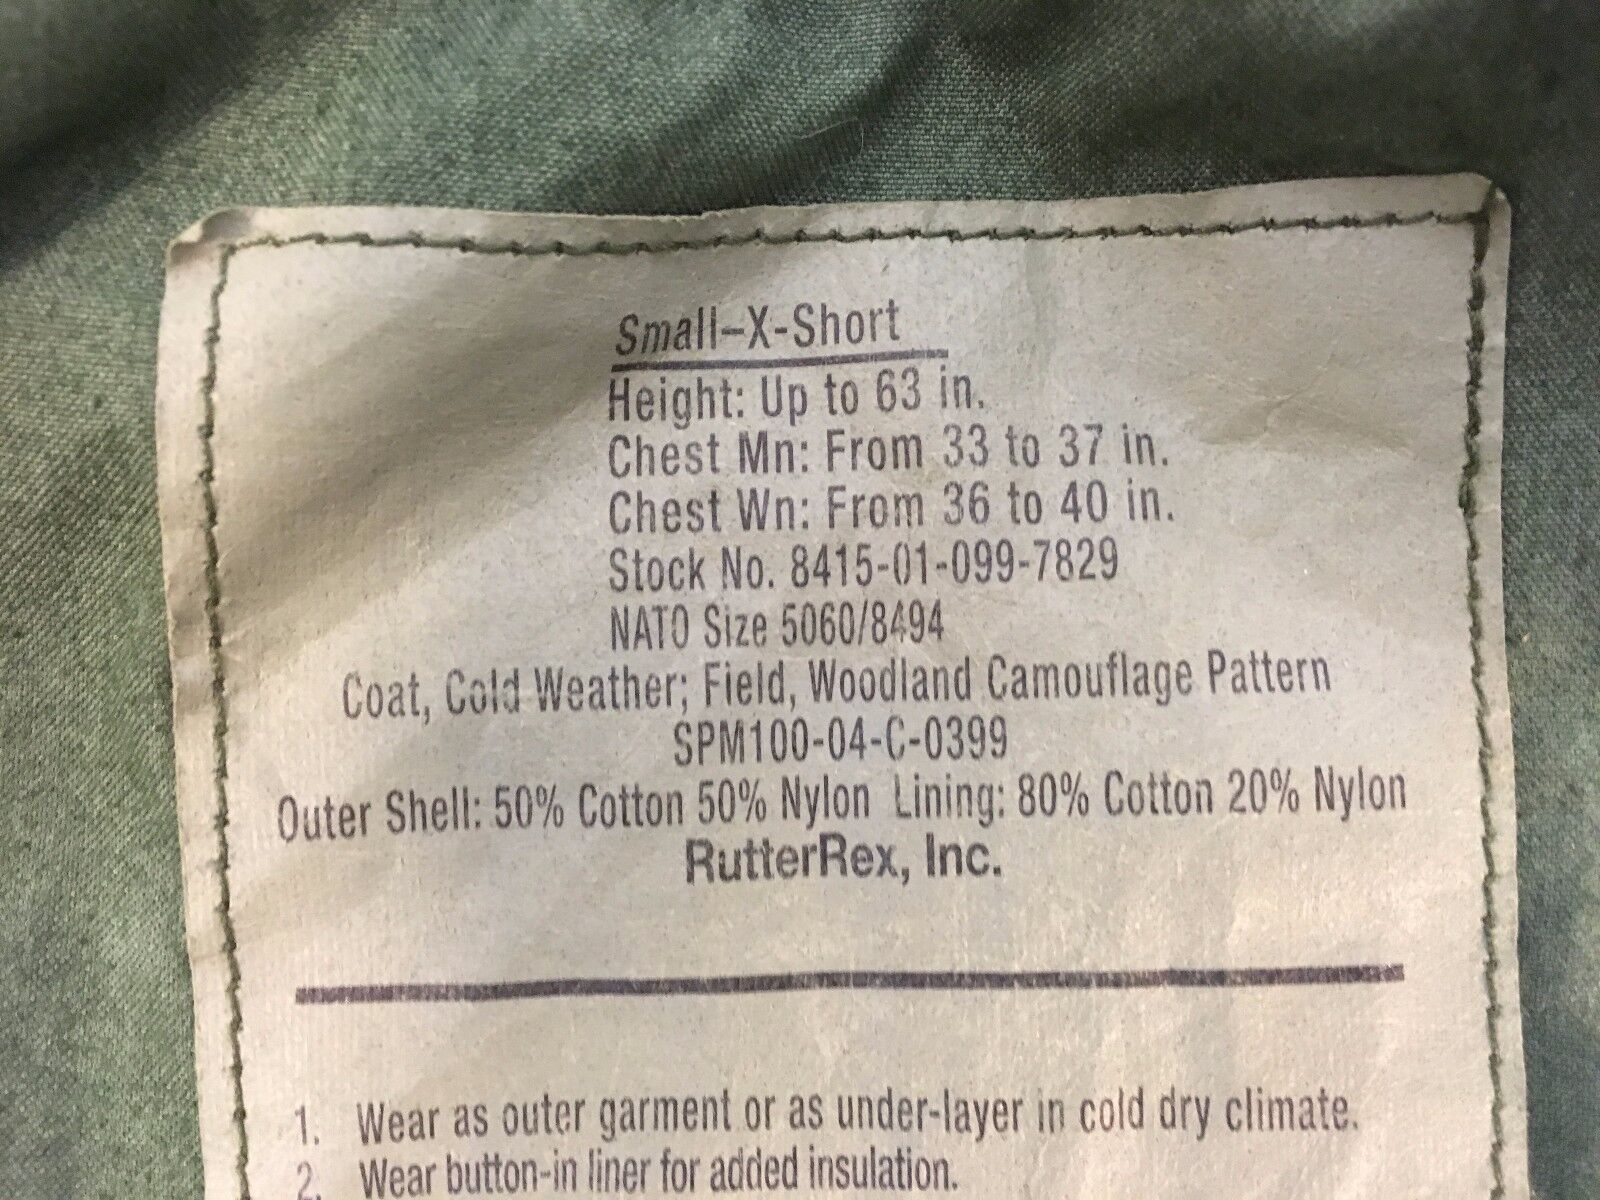 Small–X-Short
Height: Up to 63 in.
Chest Mn: From 33 to 37 in.
Chest Wn: From 36 to 40 in.
Stock No. 8415-01-099-7829
NATO Size 5060/8494
Coat, Cold Weather; Field, Woodland Camouflage Pattern
SPM100-04-C-0399
Outer Shell: 50% Cotton 50% Nylon Lining: 80% Cotton 20% Nylon
RutterRex, Inc.
1. Wear as outer garment or as under-layer in cold dry climate.
2. Wear button-in liner for added insulation.